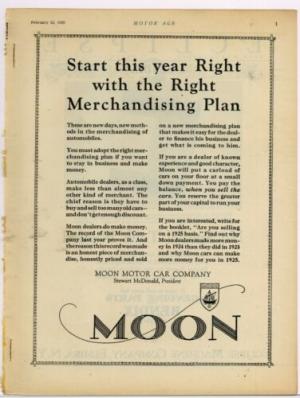 MOTOR AGE
1
Start this year Right
with the Right
Merchandising Plan
These are new days, new meth-
ods in the merchandising of
automobiles.
You must adopt the right mer-
chandising plan if you want
to stay in business and make
money.
Automobile dealers, as a class,
make less than almost any
other kind of merchant. The
chief reason is they have to
buy and sell too many old cars—
and don't get enough discount.
Moon dealers do make money.
The record of the Moon Com-
pany last year proves it. And
the reason this record was made
is an honest piece of merchan-
dise, honestly priced and sold
on a new merchandising plan
that makes it easy for the deal-
er to finance his business and
get what is coming to him.
If you are a dealer of known
experience and good character,
Moon will put a carload of
cars on your floor at a small
down payment. You pay the
balance, when you sell the
cars. You reserve the greater
part of your capital to run your
business.
If you are interested, write for
the booklet, "Are you selling
on a 1925 basis." Find out why
Moon dealers made more mon-
ey in 1924 than they did in 1923
and why Moon cars can make
more money for you in 1925.
MOON MOTOR CAR COMPANY
Stewart McDonald, President
MOON